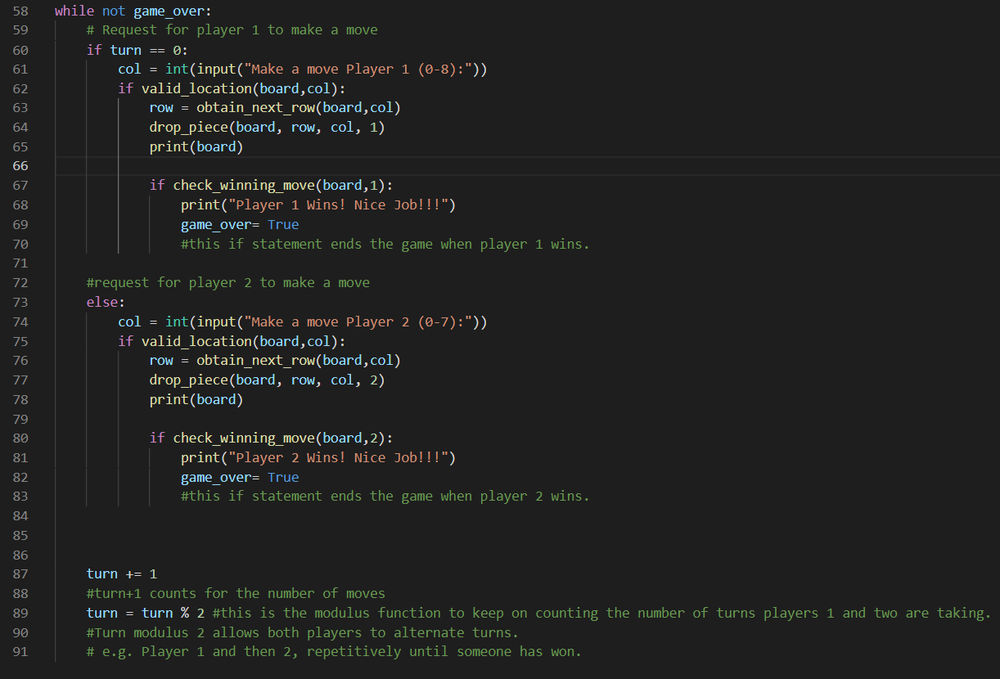 58 while not game_over:
59     # Request for player 1 to make a move
60     if turn == 0:
61         col = int(input("Make a move Player 1 (0-8):"))
62         if valid_location(board,col):
63             row = obtain_next_row(board,col)
64             drop_piece(board, row, col, 1)
65             print(board)
66
67             if check_winning_move(board,1):
68                 print("Player 1 Wins! Nice Job!!!")
69                 game_over= True
70                 #this if statement ends the game when player 1 wins.
71
72     #request for player 2 to make a move
73     else:
74         col = int(input("Make a move Player 2 (0-7):"))
75         if valid_location(board,col):
76             row = obtain_next_row(board,col)
77             drop_piece(board, row, col, 2)
78             print(board)
79
80             if check_winning_move(board,2):
81                 print("Player 2 Wins! Nice Job!!!")
82                 game_over= True
83                 #this if statement ends the game when player 2 wins.
84
85
86
87     turn += 1
88     #turn+1 counts for the number of moves
89     turn = turn % 2 #this is the modulus function to keep on counting the number of turns players 1 and two are taking.
90     #Turn modulus 2 allows both players to alternate turns.
91     # e.g. Player 1 and then 2, repetitively until someone has won.